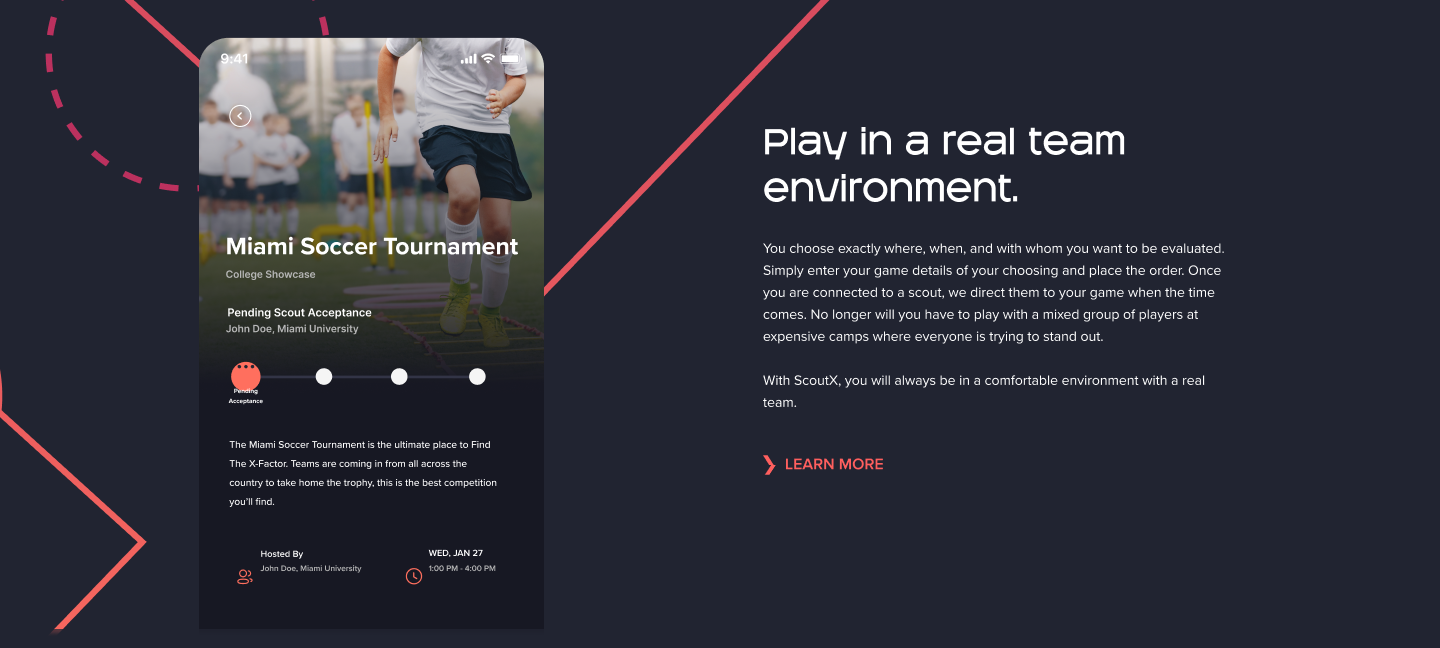 9:41
Miami Soccer Tournament
College Showcase
Pending Scout Acceptance
John Doe, Miami University
Pending
Acceptance
The Miami Soccer Tournament is the ultimate place to Find
The X-Factor. Teams are coming in from all across the
country to take home the trophy, this is the best competition
you'll find.
Hosted By
John Doe, Miami University
WED, JAN 27
1:00 PM - 4:00 PM
Play in a real team
environment.
You choose exactly where, when, and with whom you want to be evaluated.
Simply enter your game details of your choosing and place the order. Once
you are connected to a scout, we direct them to your game when the time
comes. No longer will you have to play with a mixed group of players at
expensive camps where everyone is trying to stand out.
With ScoutX, you will always be in a comfortable environment with a real
team.
LEARN MORE